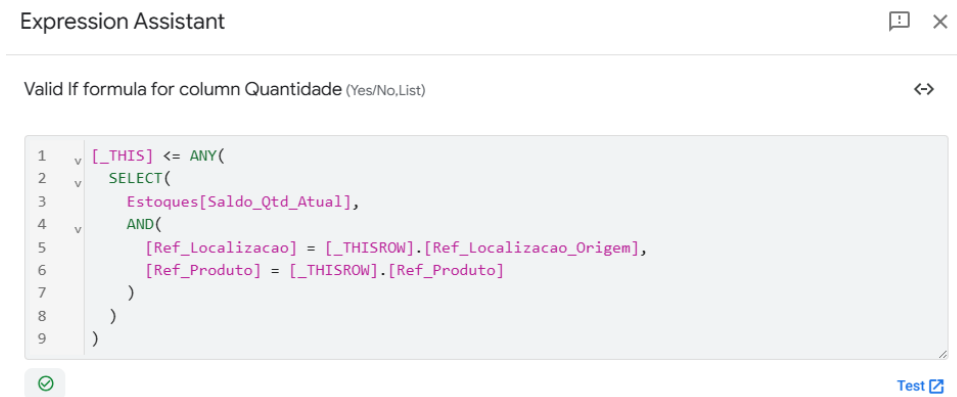 Expression Assistant
Valid If formula for column Quantidade (Yes/No,List)
1 v [_THIS] <= ANY(
2 v SELECT(
3 Estoques[Saldo_Qtd_Atual],
4 v AND(
5 [Ref_Localizacao] = [_THISROW].[Ref_Localizacao_Origem],
6 [Ref_Produto] = [_THISROW].[Ref_Produto]
7 )
8 )
9 )
Test